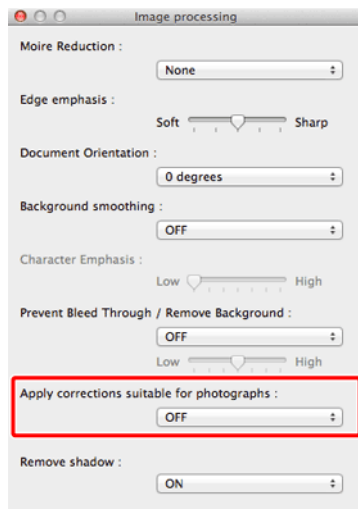 Image processing
Moire Reduction :
None
Edge emphasis :
Soft Sharp
Document Orientation :
0 degrees
Background smoothing :
OFF
Character Emphasis :
Low High
Prevent Bleed Through / Remove Background :
OFF
Low High
Apply corrections suitable for photographs :
OFF
Remove shadow :
ON